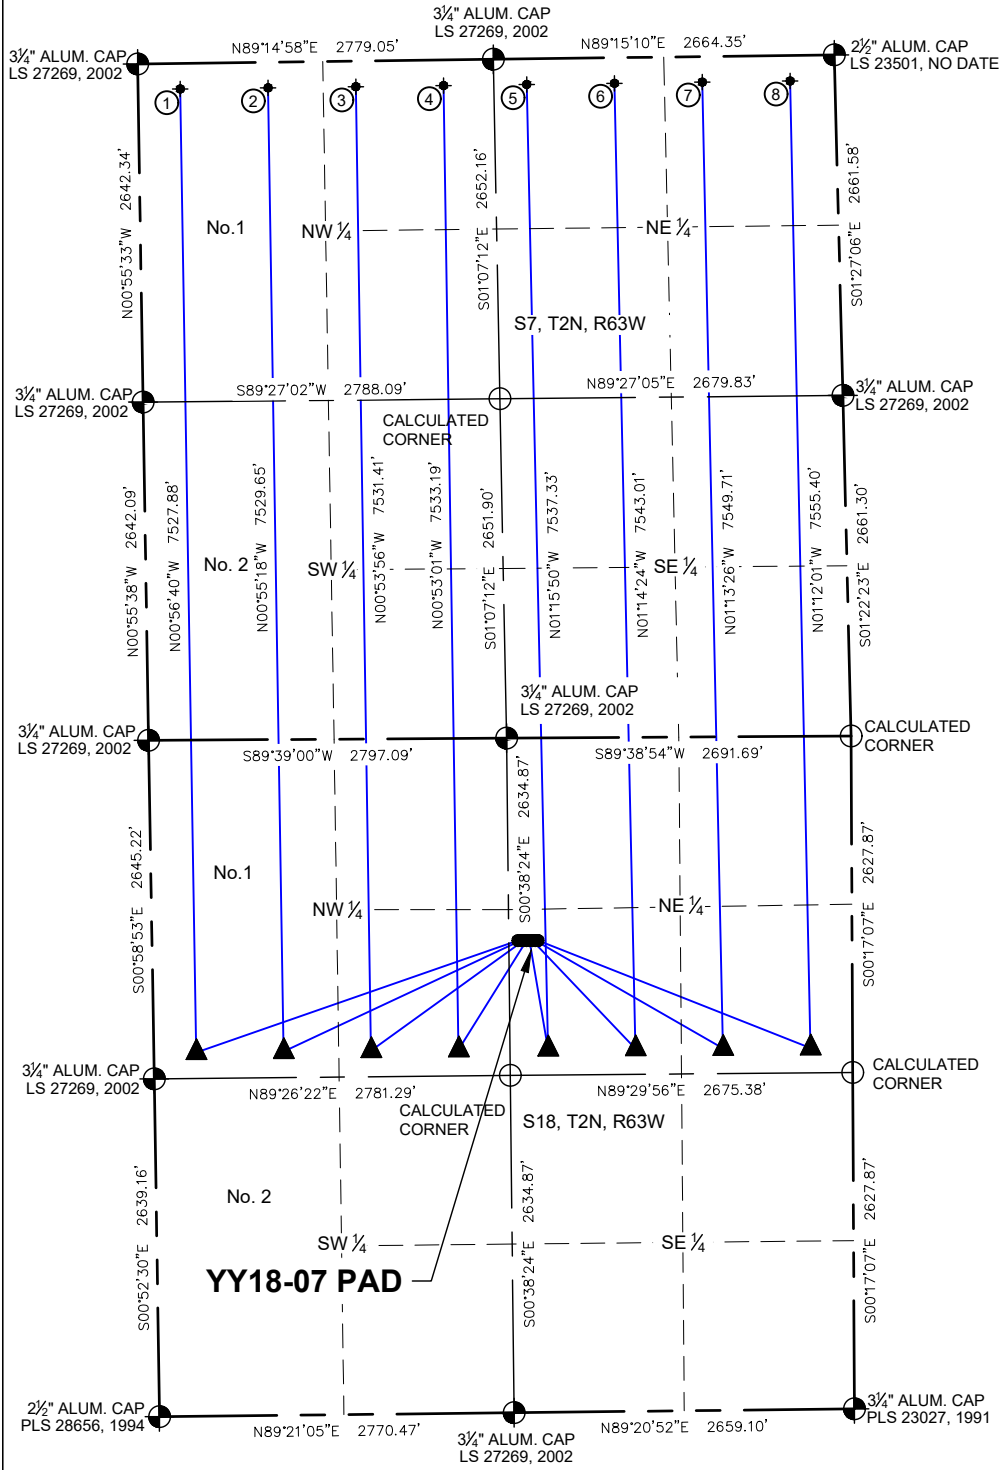 3¼" ALUM. CAP
LS 27269, 2002
3¼" ALUM. CAP
LS 27269, 2002
N89°14'58"E 2779.05'
N89°15'10"E 2664.35'
2½" ALUM. CAP
LS 23501, NO DATE
1
2
3
4
5
6
7
8
N00°55'33"W 2642.34'
S01°07'12"E 2652.16'
S01°27'06"E 2661.58'
No.1
NW ¼
NE ¼
S7, T2N, R63W
3¼" ALUM. CAP
LS 27269, 2002
S89°27'02"W 2788.09'
N89°27'05"E 2679.83'
3¼" ALUM. CAP
LS 27269, 2002
CALCULATED
CORNER
N00°55'38"W 2642.09'
N00°56'40"W 7527.88'
N00°55'18"W 7529.65'
N00°53'56"W 7531.41'
N00°53'01"W 7533.19'
S01°07'12"E 2651.90'
N01°15'50"W 7537.33'
N01°14'24"W 7543.01'
N01°13'26"W 7549.71'
N01°12'01"W 7555.40'
S01°22'23"E 2661.30'
No. 2
SW ¼
SE ¼
3¼" ALUM. CAP
LS 27269, 2002
3¼" ALUM. CAP
LS 27269, 2002
CALCULATED
CORNER
S89°39'00"W 2797.09'
S89°38'54"W 2691.69'
S00°58'53"E 2645.22'
S00°38'24"E 2634.87'
S00°17'07"E 2627.87'
No.1
NW ¼
NE ¼
3¼" ALUM. CAP
LS 27269, 2002
N89°26'22"E 2781.29'
N89°29'56"E 2675.38'
CALCULATED
CORNER
CALCULATED
CORNER
S18, T2N, R63W
S00°52'30"E 2639.16'
S00°38'24"E 2634.87'
S00°17'07"E 2627.87'
No. 2
SW ¼
SE ¼
YY18-07 PAD
2½" ALUM. CAP
PLS 28656, 1994
N89°21'05"E 2770.47'
N89°20'52"E 2659.10'
3¼" ALUM. CAP
PLS 23027, 1991
3¼" ALUM. CAP
LS 27269, 2002